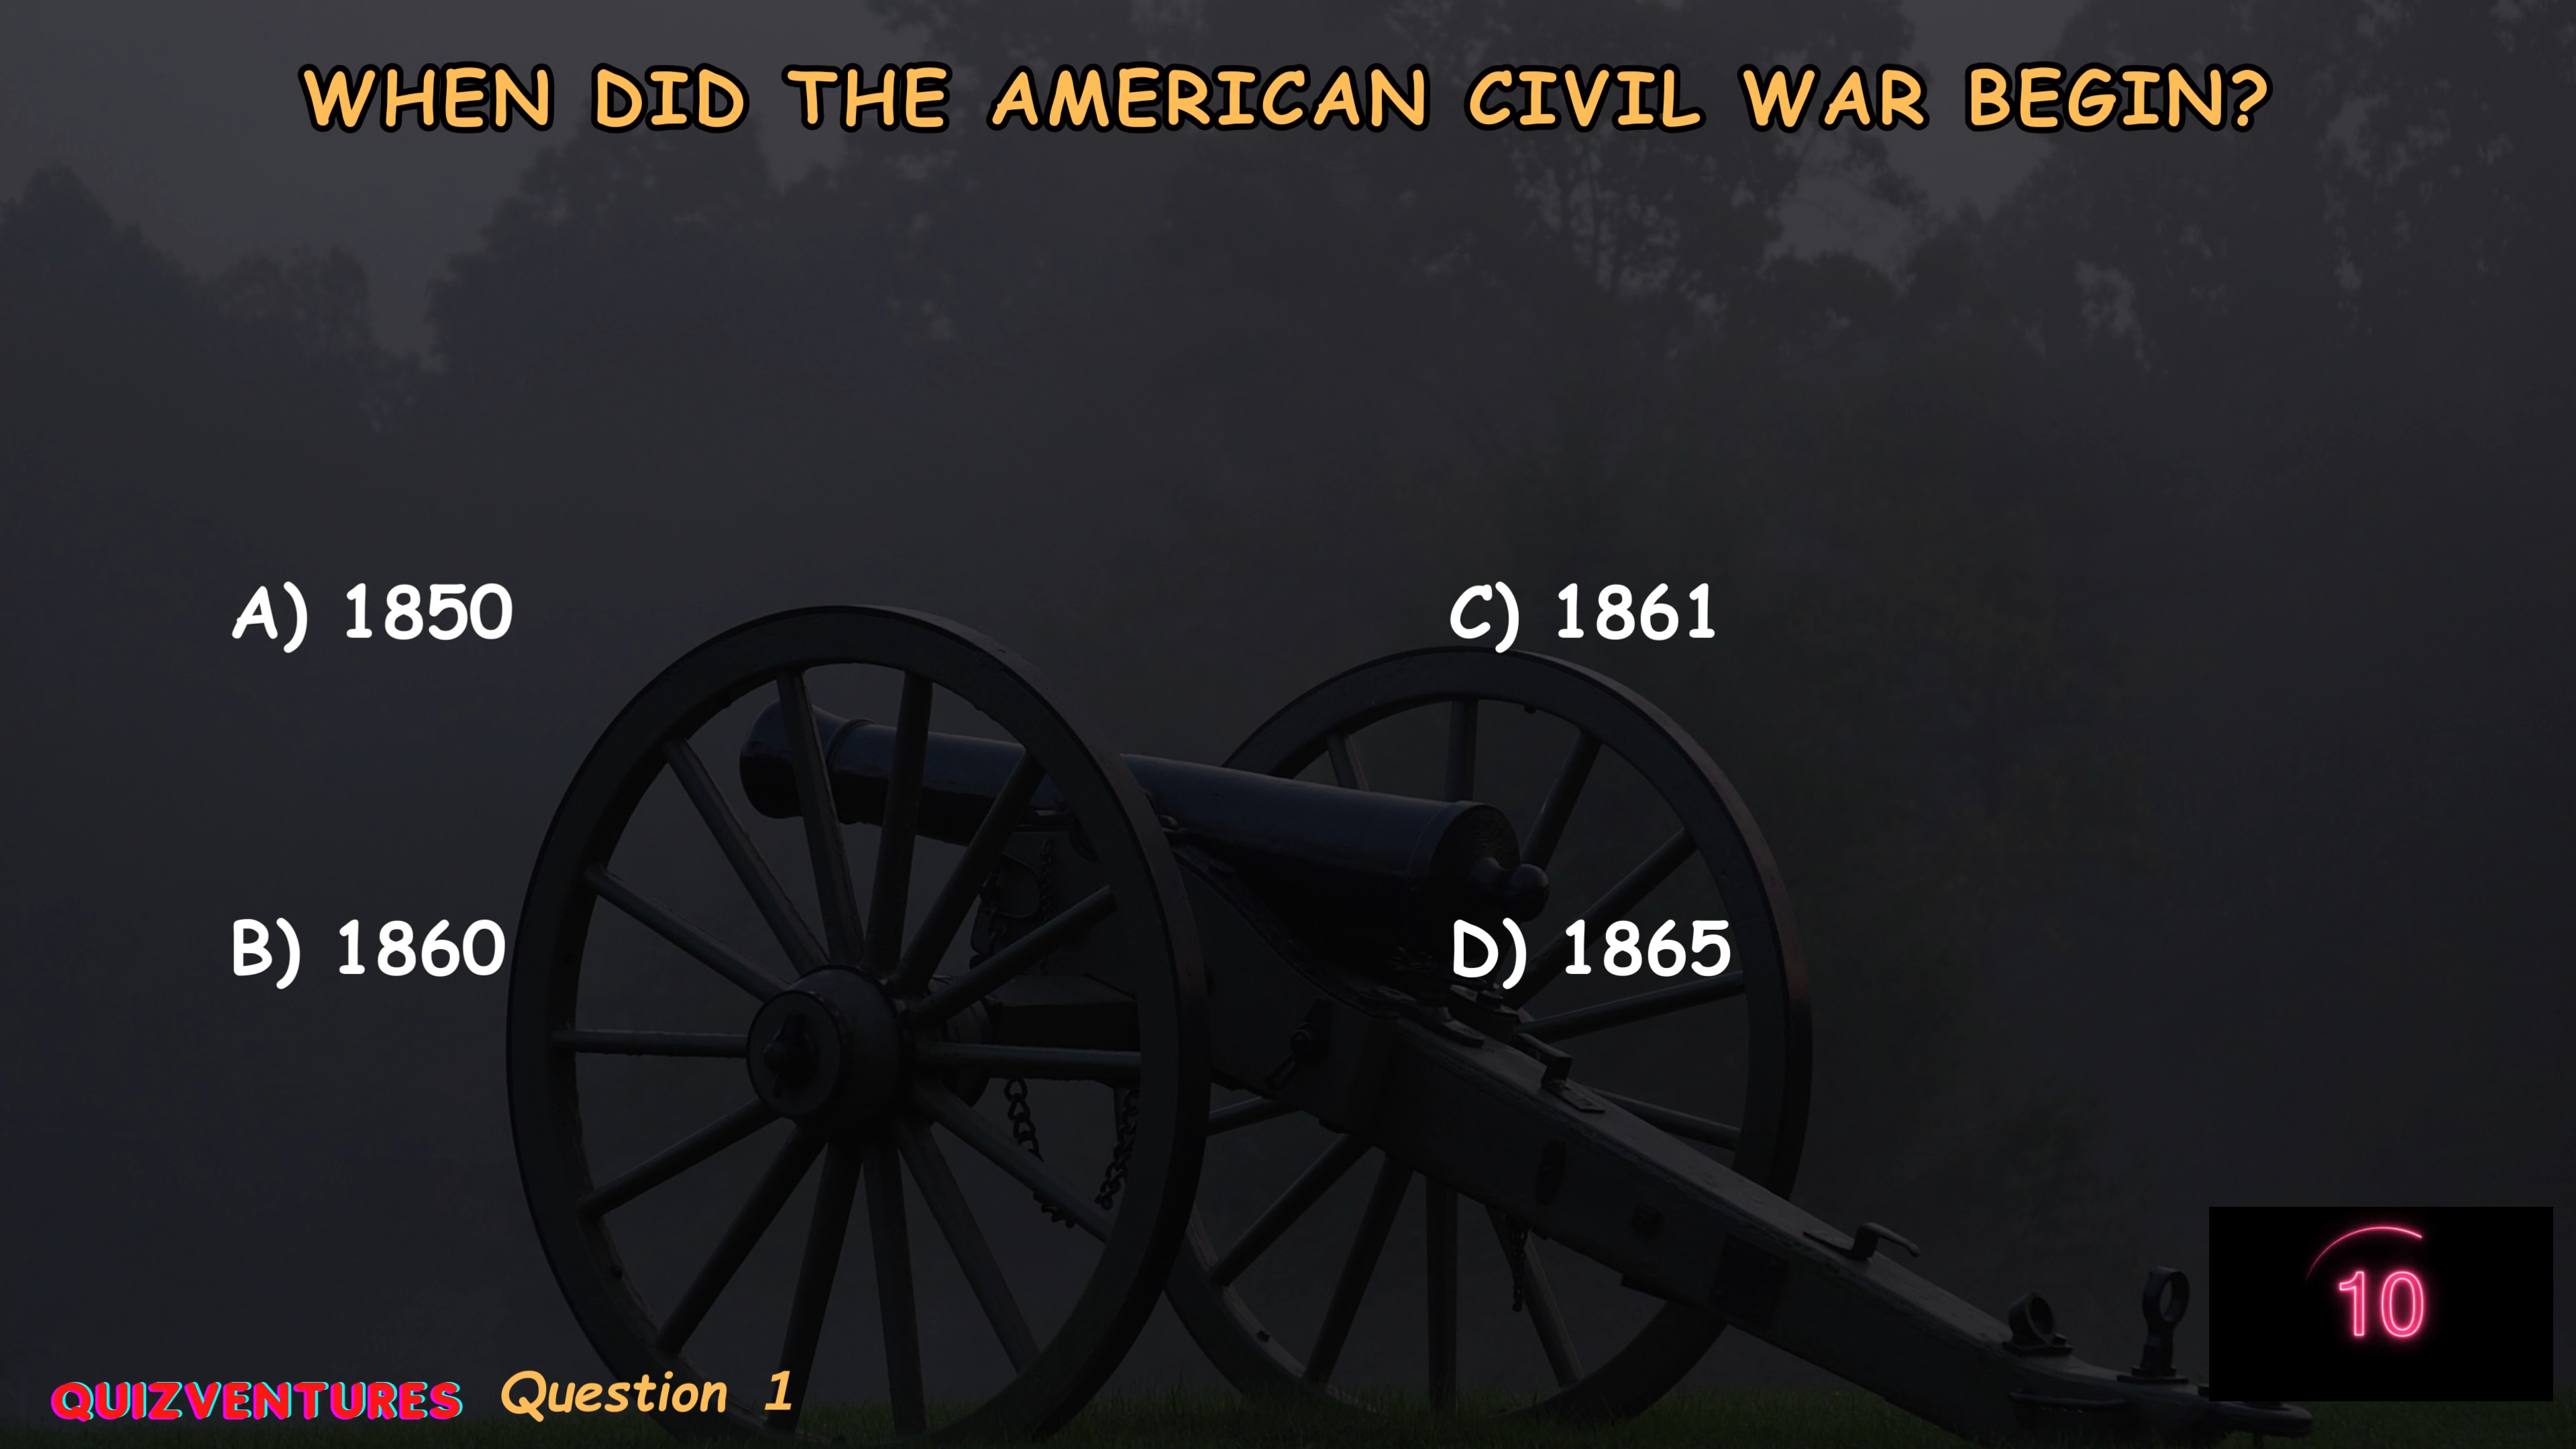 WHEN DID THE AMERICAN CIVIL WAR BEGIN?
A) 1850
B) 1860
C) 1861
D) 1865
10
QUIZVENTURES Question 1